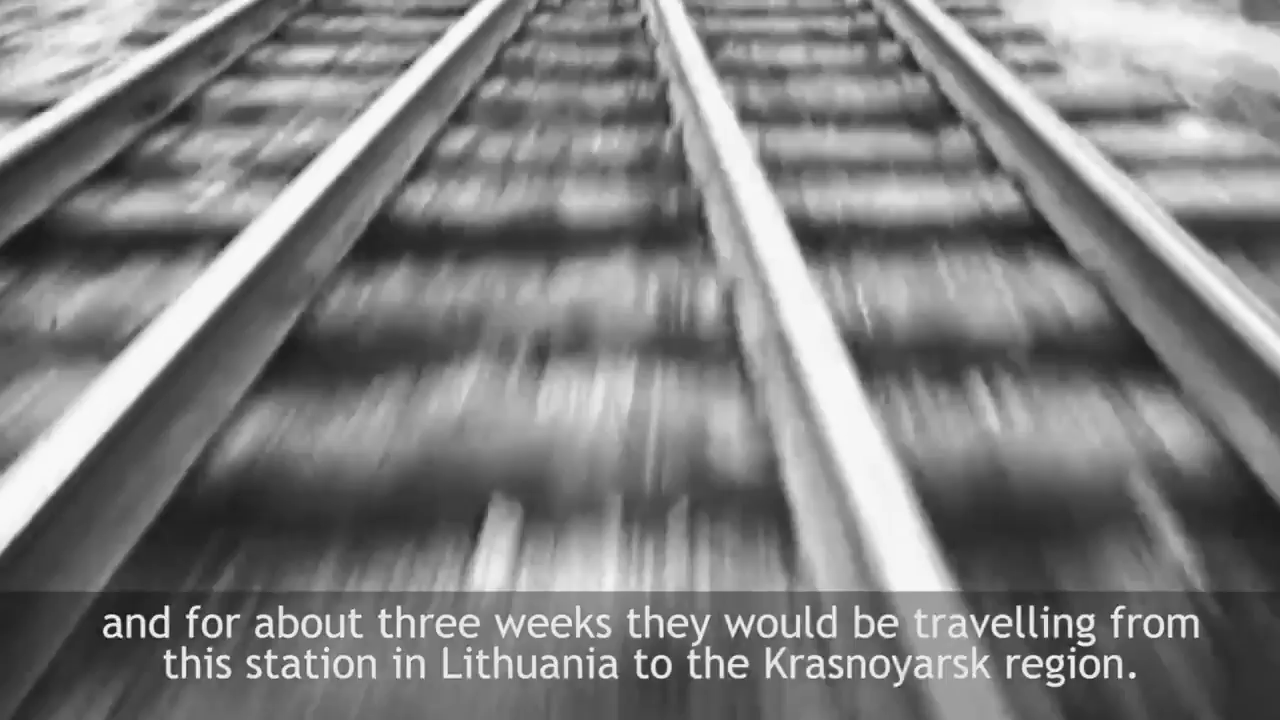 and for about three weeks they would be travelling from
this station in Lithuania to the Krasnoyarsk region.